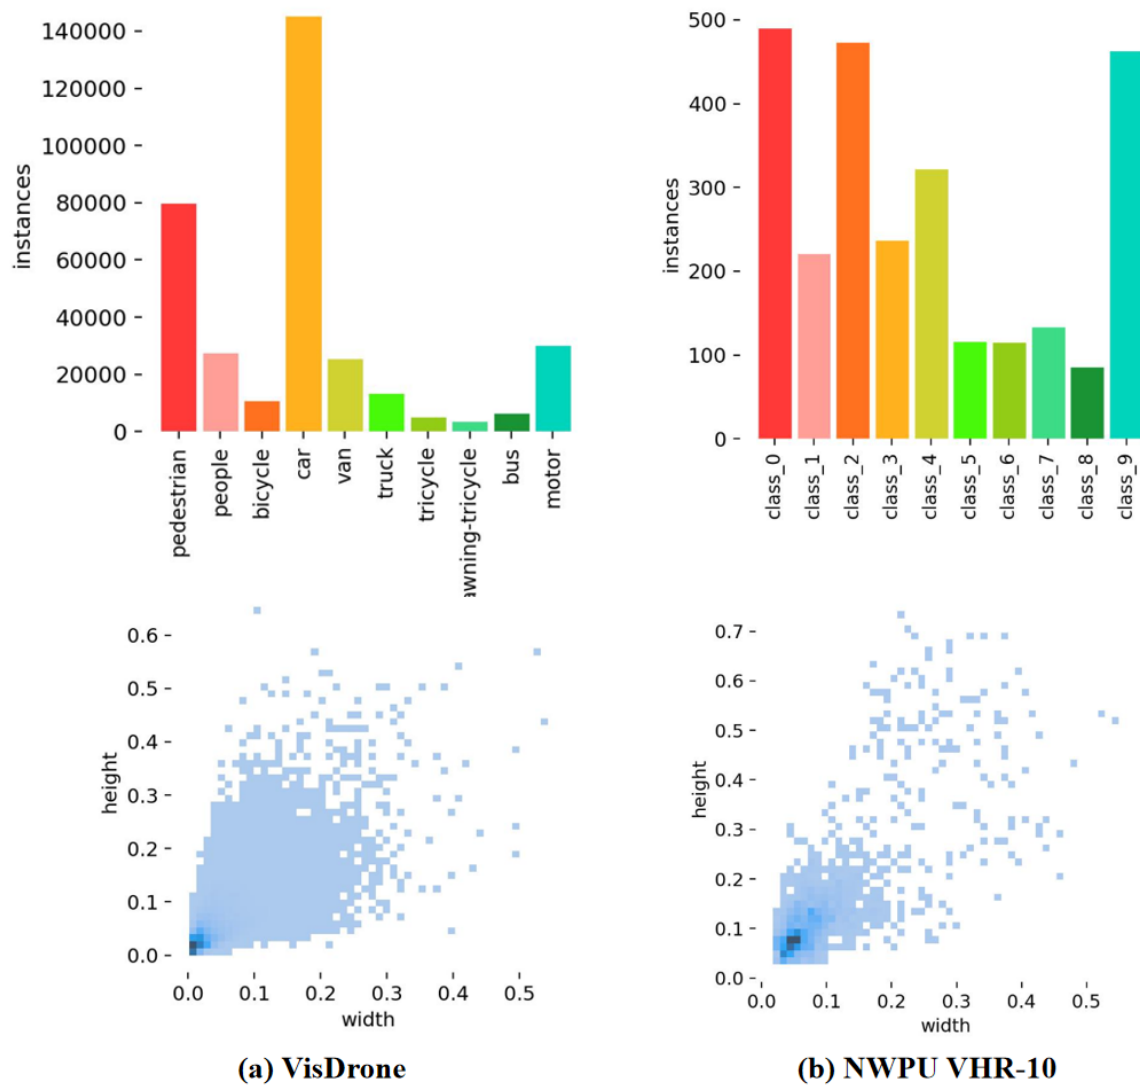 instances
140000
120000
100000
80000
60000
40000
20000
0
pedestrian
people
bicycle
car
van
truck
tricycle
awning-tricycle
bus
motor
instances
500
400
300
200
100
0
class_0
class_1
class_2
class_3
class_4
class_5
class_6
class_7
class_8
class_9
height
0.6
0.5
0.4
0.3
0.2
0.1
0.0
0.0 0.1 0.2 0.3 0.4 0.5
width
height
0.7
0.6
0.5
0.4
0.3
0.2
0.1
0.0
0.0 0.1 0.2 0.3 0.4 0.5
width
(a) VisDrone
(b) NWPU VHR-10